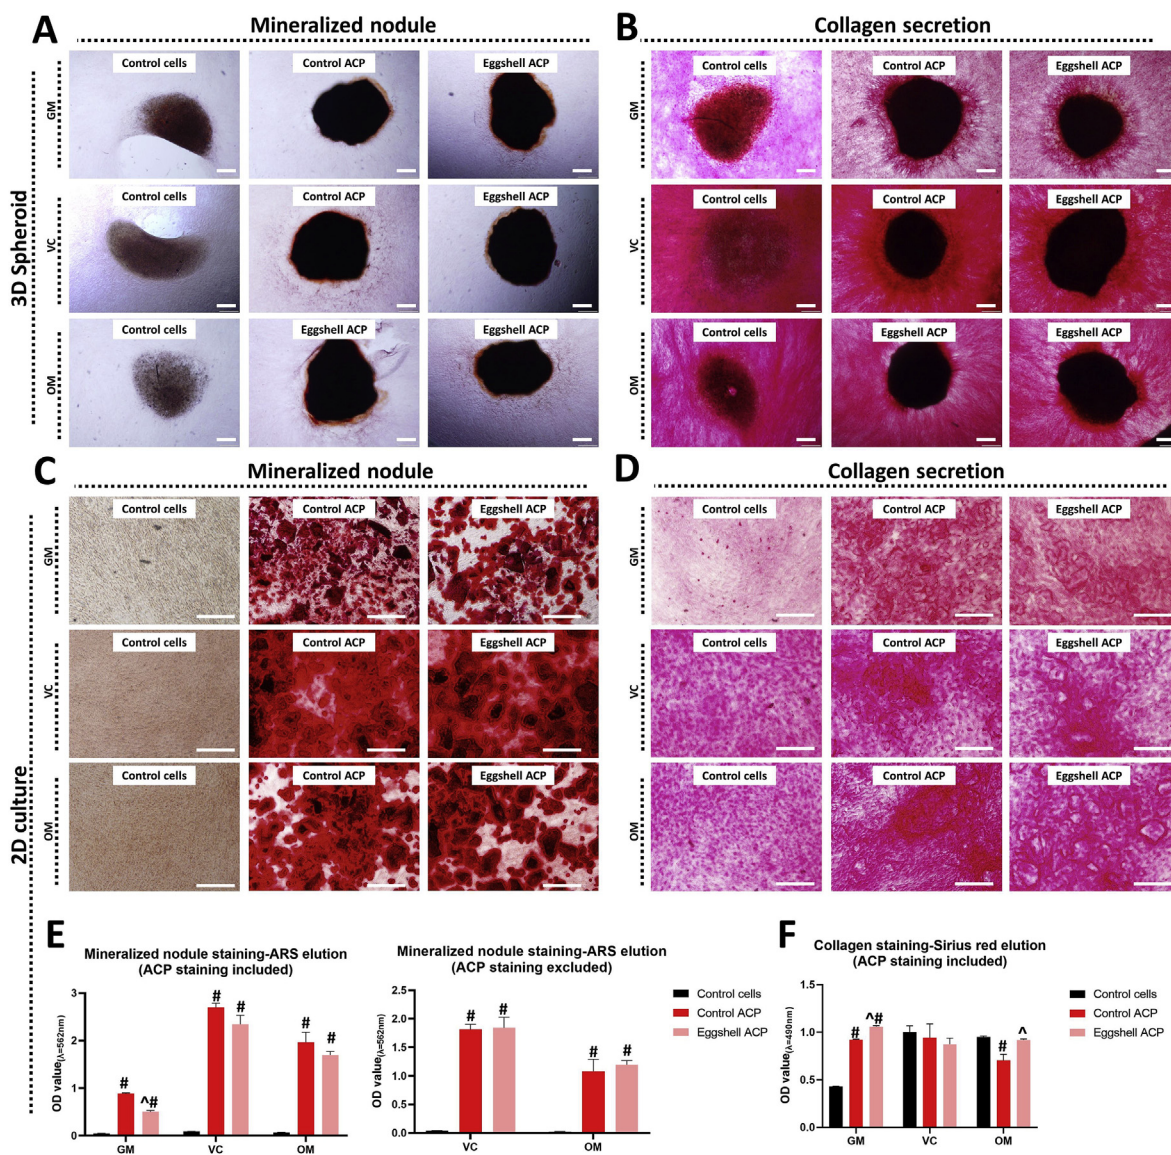 A
Mineralized nodule
B
Collagen secretion
3D Spheroid
GM
Control cells
Control ACP
Eggshell ACP
GM
Control cells
Control ACP
Eggshell ACP
VC
Control cells
Control ACP
Eggshell ACP
VC
Control cells
Control ACP
Eggshell ACP
OM
Control cells
Eggshell ACP
Eggshell ACP
OM
Control cells
Eggshell ACP
Eggshell ACP
C
Mineralized nodule
D
Collagen secretion
2D culture
GM
Control cells
Control ACP
Eggshell ACP
GM
Control cells
Control ACP
Eggshell ACP
VC
Control cells
Control ACP
Eggshell ACP
VC
Control cells
Control ACP
Eggshell ACP
OM
Control cells
Control ACP
Eggshell ACP
OM
Control cells
Control ACP
Eggshell ACP
E
Mineralized nodule staining-ARS elution
(ACP staining included)
OD value(λ=562nm)
3
2
1
0
#
^#
#
#
#
#
GM
VC
OM
Mineralized nodule staining-ARS elution
(ACP staining excluded)
OD value(λ=562nm)
2.0
1.5
1.0
0.5
0.0
#
#
#
#
VC
OM
Control cells
Control ACP
Eggshell ACP
F
Collagen staining-Sirius red elution
(ACP staining included)
OD value(λ=490nm)
1.5
1.0
0.5
0.0
#
^#
#
^
GM
VC
OM
Control cells
Control ACP
Eggshell ACP